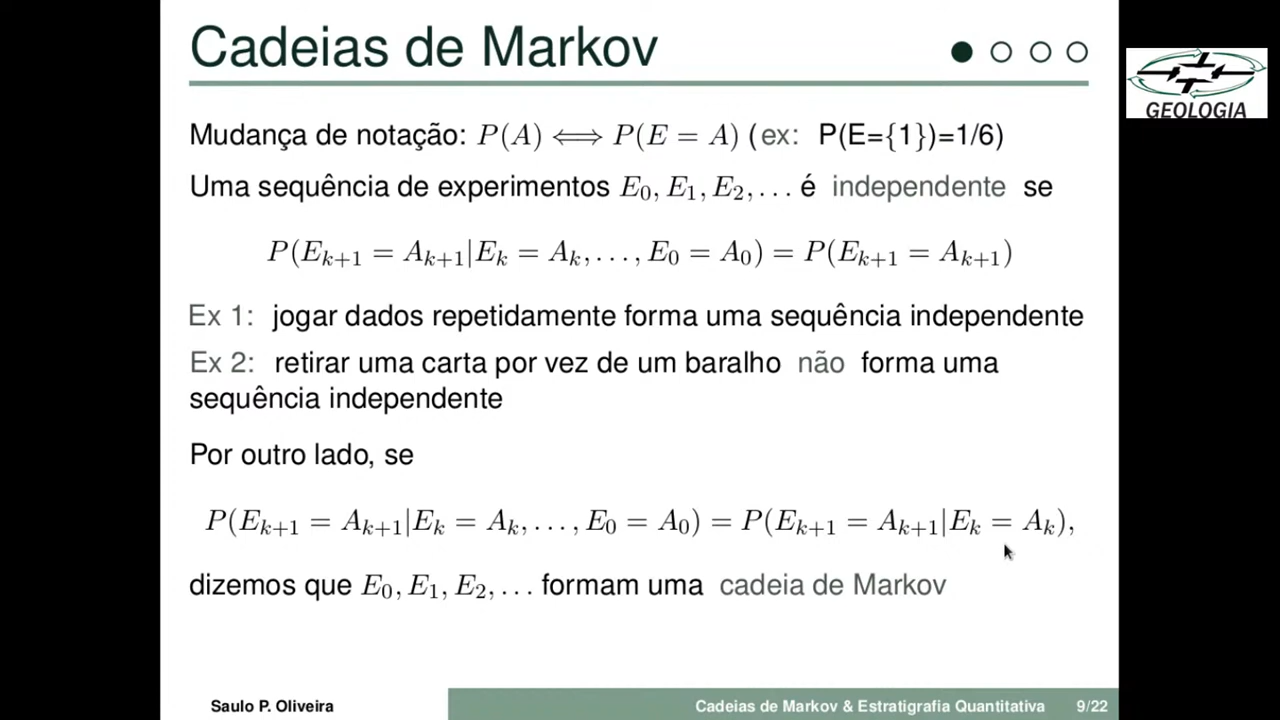 Cadeias de Markov
GEOLOGIA
Mudança de notação: P(A) ⟺ P(E = A) (ex: P(E={1})=1/6)
Uma sequência de experimentos E₀, E₁, E₂, . . . é independente se
P(Eₖ₊₁ = Aₖ₊₁|Eₖ = Aₖ, . . . , E₀ = A₀) = P(Eₖ₊₁ = Aₖ₊₁)
Ex 1: jogar dados repetidamente forma uma sequência independente
Ex 2: retirar uma carta por vez de um baralho não forma uma
sequência independente
Por outro lado, se
P(Eₖ₊₁ = Aₖ₊₁|Eₖ = Aₖ, . . . , E₀ = A₀) = P(Eₖ₊₁ = Aₖ₊₁|Eₖ = Aₖ),
dizemos que E₀, E₁, E₂, . . . formam uma cadeia de Markov
Saulo P. Oliveira
Cadeias de Markov & Estratigrafia Quantitativa 9/22